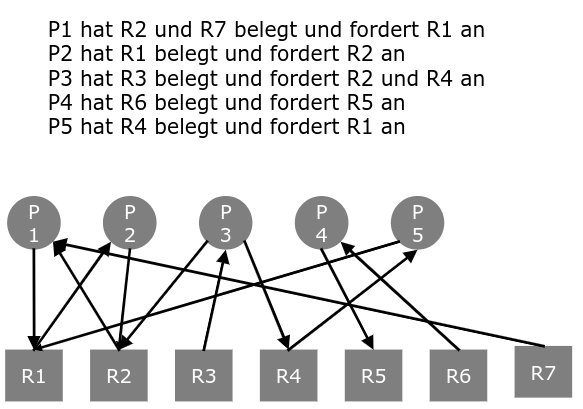 P1 hat R2 und R7 belegt und fordert R1 an
P2 hat R1 belegt und fordert R2 an
P3 hat R3 belegt und fordert R2 und R4 an
P4 hat R6 belegt und fordert R5 an
P5 hat R4 belegt und fordert R1 an
P
1
P
2
P
3
P
4
P
5
R1
R2
R3
R4
R5
R6
R7